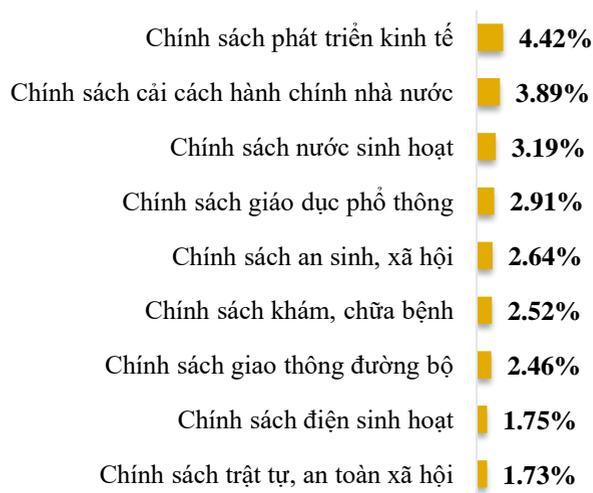 Chính sách phát triển kinh tế 4.42%
Chính sách cải cách hành chính nhà nước 3.89%
Chính sách nước sinh hoạt 3.19%
Chính sách giáo dục phổ thông 2.91%
Chính sách an sinh, xã hội 2.64%
Chính sách khám, chữa bệnh 2.52%
Chính sách giao thông đường bộ 2.46%
Chính sách điện sinh hoạt 1.75%
Chính sách trật tự, an toàn xã hội 1.73%